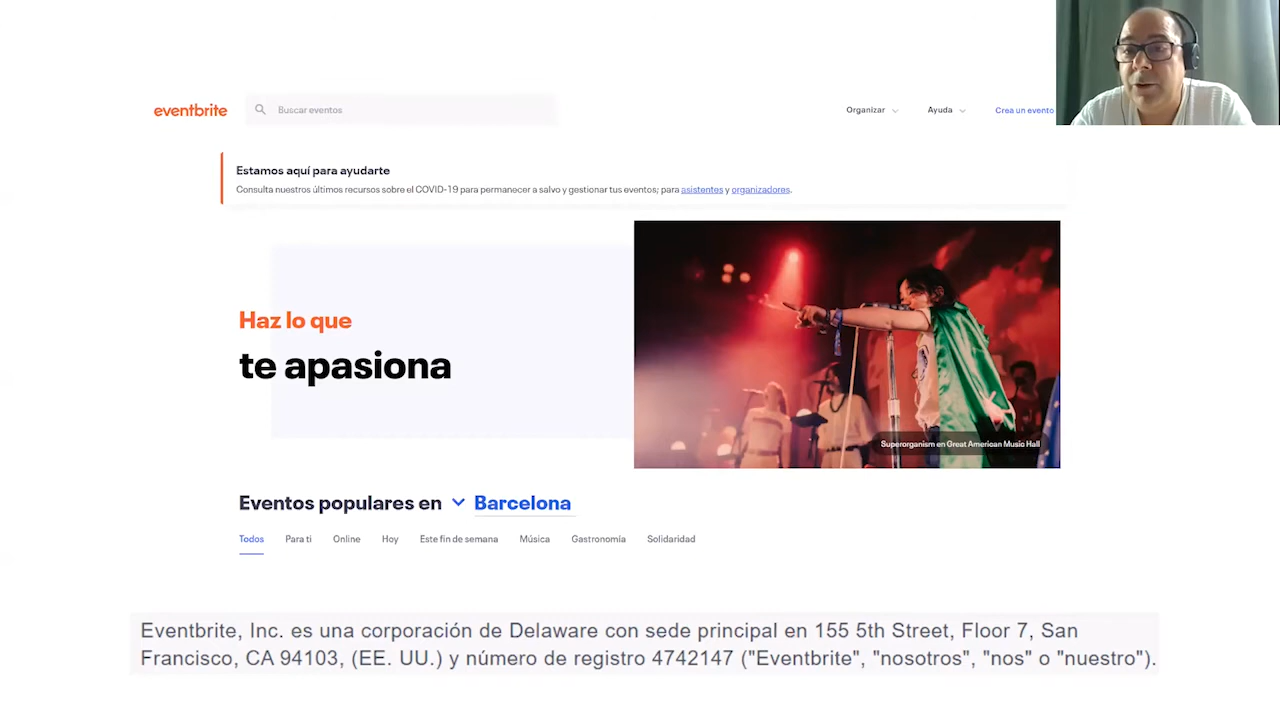 eventbrite
Buscar eventos
Organizar
Ayuda
Crea un evento
Estamos aquí para ayudarte
Consulta nuestros últimos recursos sobre el COVID-19 para permanecer a salvo y gestionar tus eventos; para asistentes y organizadores.
Haz lo que
te apasiona
Superorganism en Great American Music Hall
Eventos populares en Barcelona
Todos Para ti Online Hoy Este fin de semana Música Gastronomía Solidaridad
Eventbrite, Inc. es una corporación de Delaware con sede principal en 155 5th Street, Floor 7, San
Francisco, CA 94103, (EE. UU.) y número de registro 4742147 ("Eventbrite", "nosotros", "nos" o "nuestro").